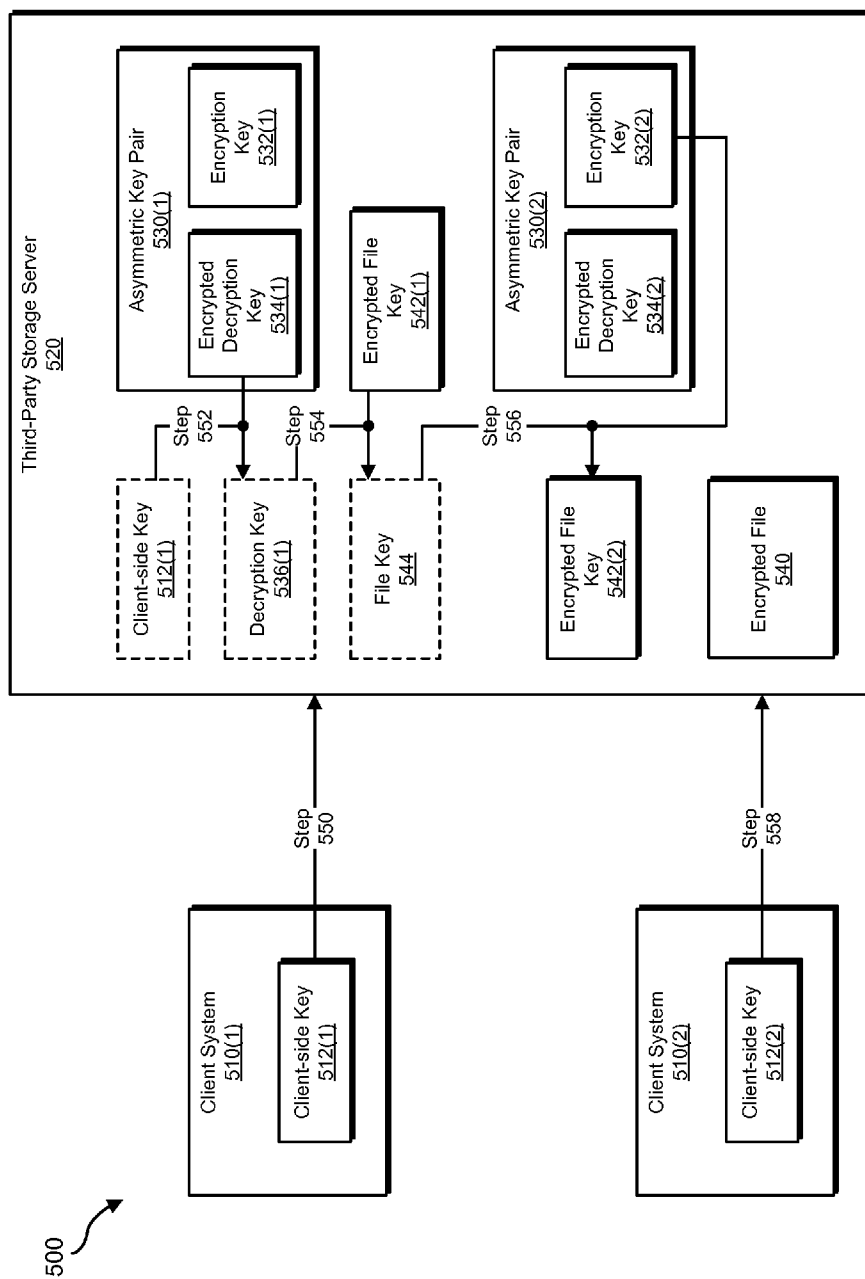 500
Client System
510(1)
Client-side Key
512(1)
Client System
510(2)
Client-side Key
512(2)
Step
550
Step
558
Third-Party Storage Server
520
Client-side Key
512(1)
Step
552
Decryption Key
536(1)
Step
554
File Key
544
Step
556
Encrypted File
Key
542(2)
Encrypted File
540
Asymmetric Key Pair
530(1)
Encrypted
Decryption
Key
534(1)
Encryption
Key
532(1)
Encrypted File
Key
542(1)
Asymmetric Key Pair
530(2)
Encrypted
Decryption
Key
534(2)
Encryption
Key
532(2)